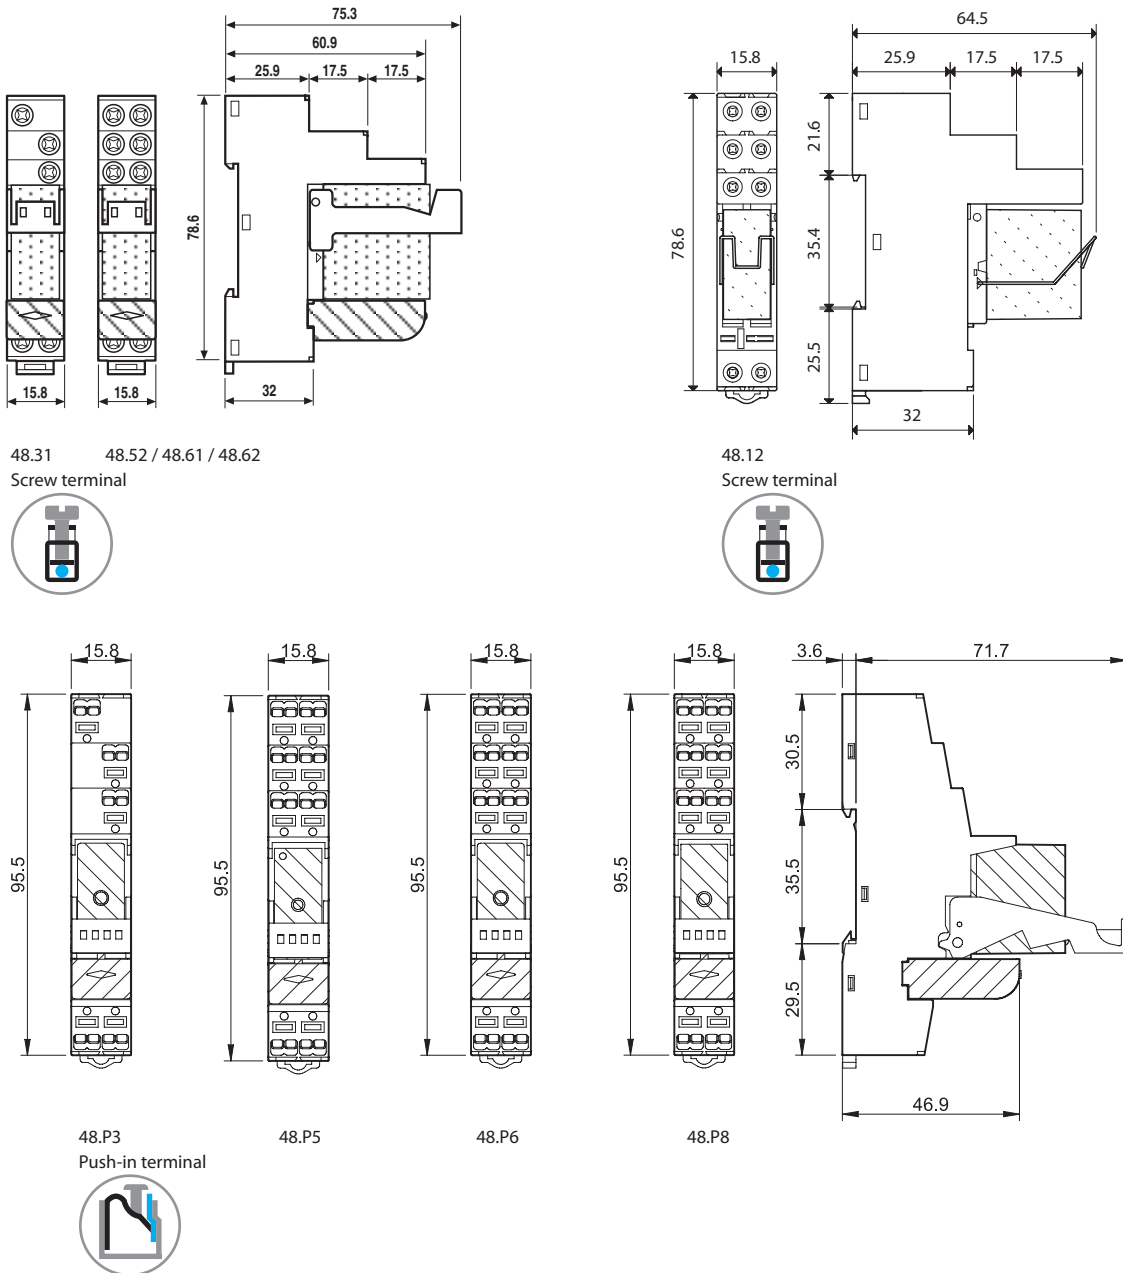 75.3
60.9
25.9 17.5 17.5
78.6
15.8 15.8 32
48.31 48.52 / 48.61 / 48.62
Screw terminal
64.5
15.8 25.9 17.5 17.5
21.6
78.6 35.4
25.5
32
48.12
Screw terminal
15.8 15.8 15.8 15.8 3.6 71.7
30.5
95.5 95.5 95.5 95.5 35.5
29.5
46.9
48.P3 48.P5 48.P6 48.P8
Push-in terminal